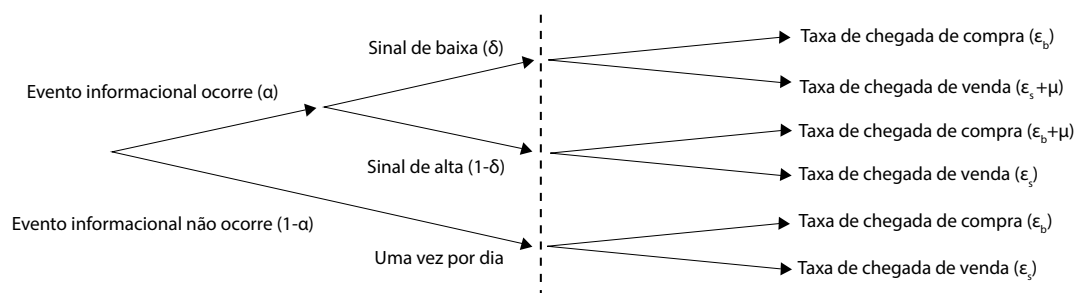 Taxa de chegada de compra (ε_b)
Sinal de baixa (δ)
Evento informacional ocorre (α)
Taxa de chegada de venda (ε_s+μ)
Taxa de chegada de compra (ε_b+μ)
Sinal de alta (1-δ)
Taxa de chegada de venda (ε_s)
Evento informacional não ocorre (1-α)
Taxa de chegada de compra (ε_b)
Uma vez por dia
Taxa de chegada de venda (ε_s)